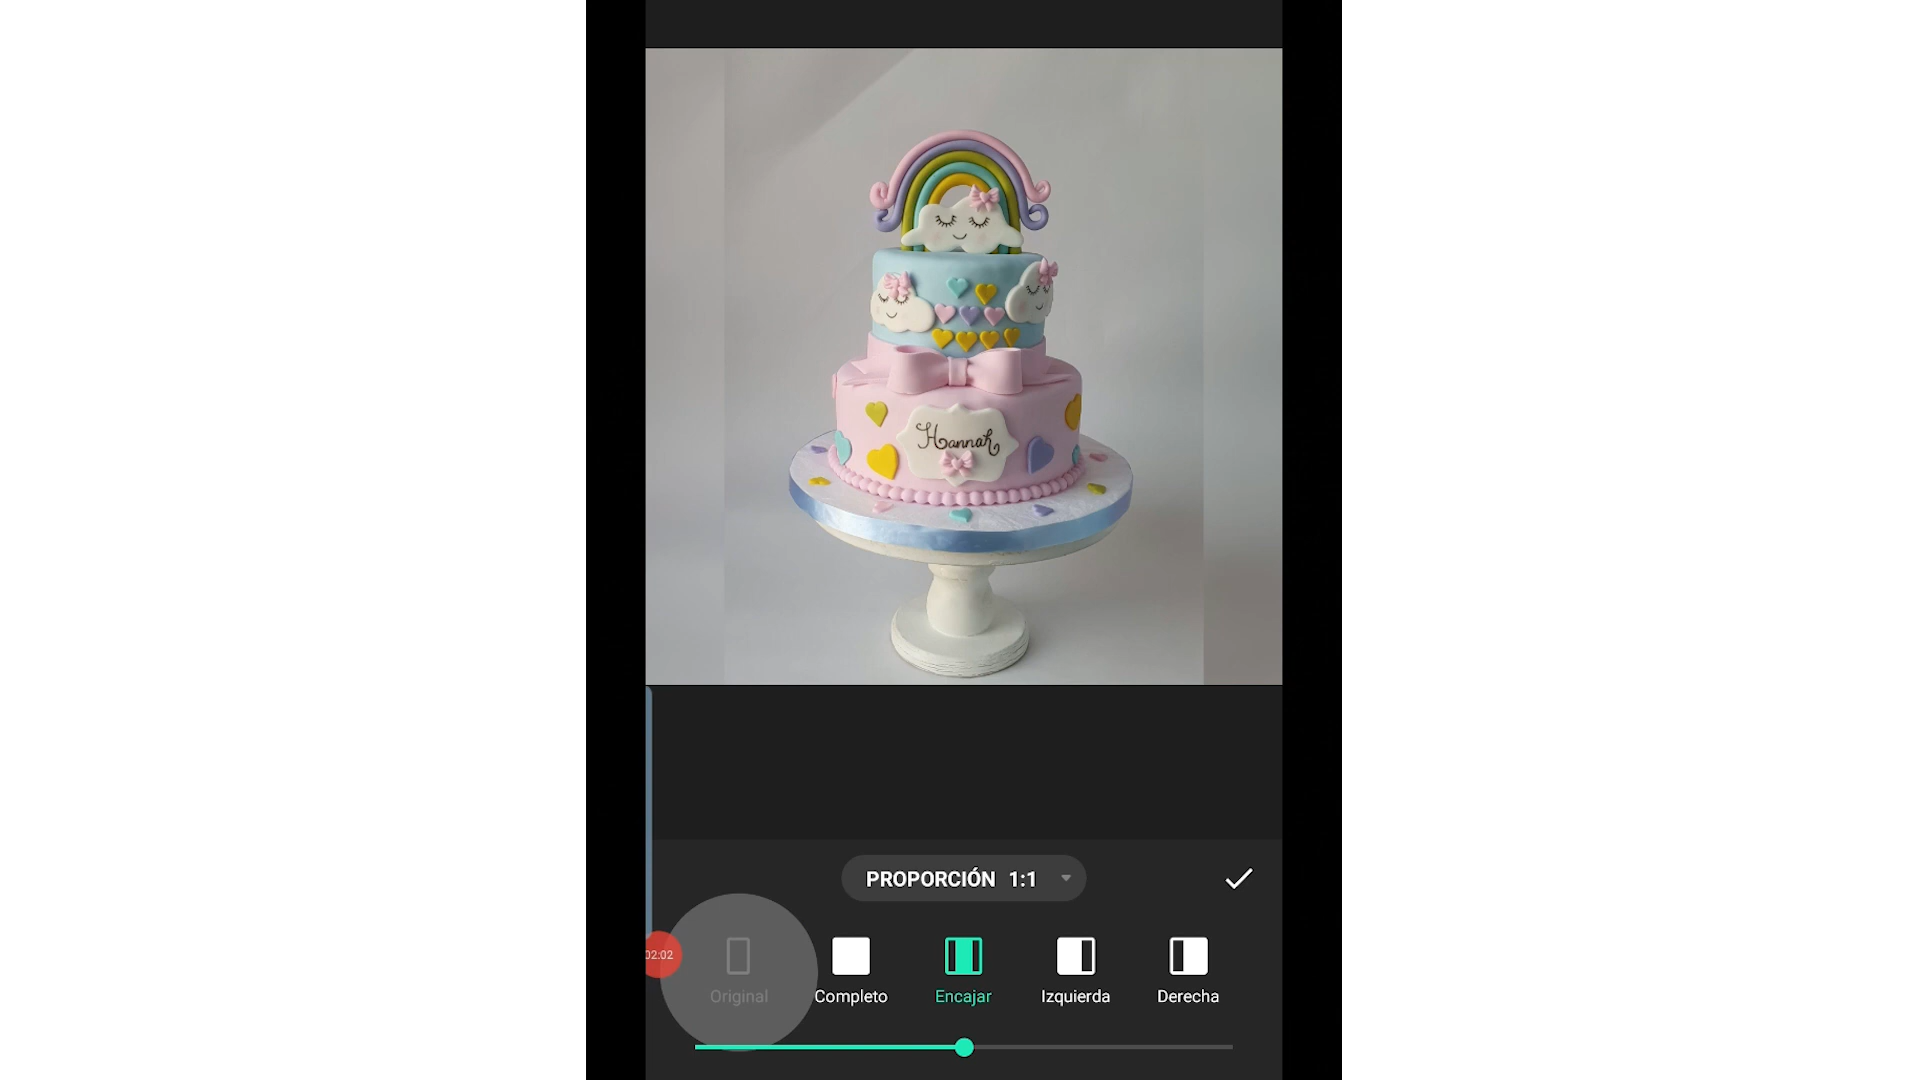 Hannah
PROPORCIÓN 1:1
02:02
Original
Completo
Encajar
Izquierda
Derecha